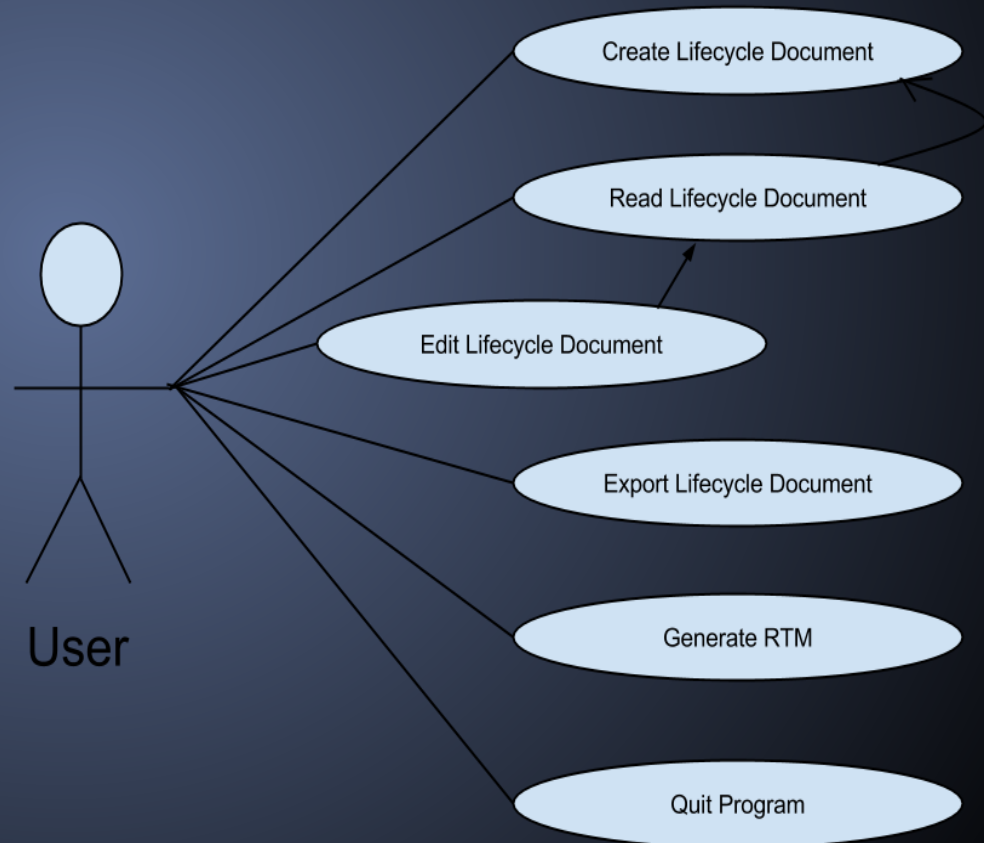 Create Lifecycle Document
Read Lifecycle Document
Edit Lifecycle Document
Export Lifecycle Document
User
Generate RTM
Quit Program